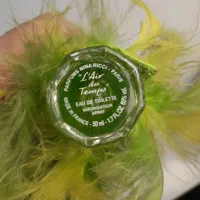 PARFUMS NINA RICCI - PARIS
"L'Air
du
Temps"
EAU DE TOILETTE
VAPORISATEUR
SPRAY
MADE IN FRANCE - 50 ml - 1.7 FL. OZ